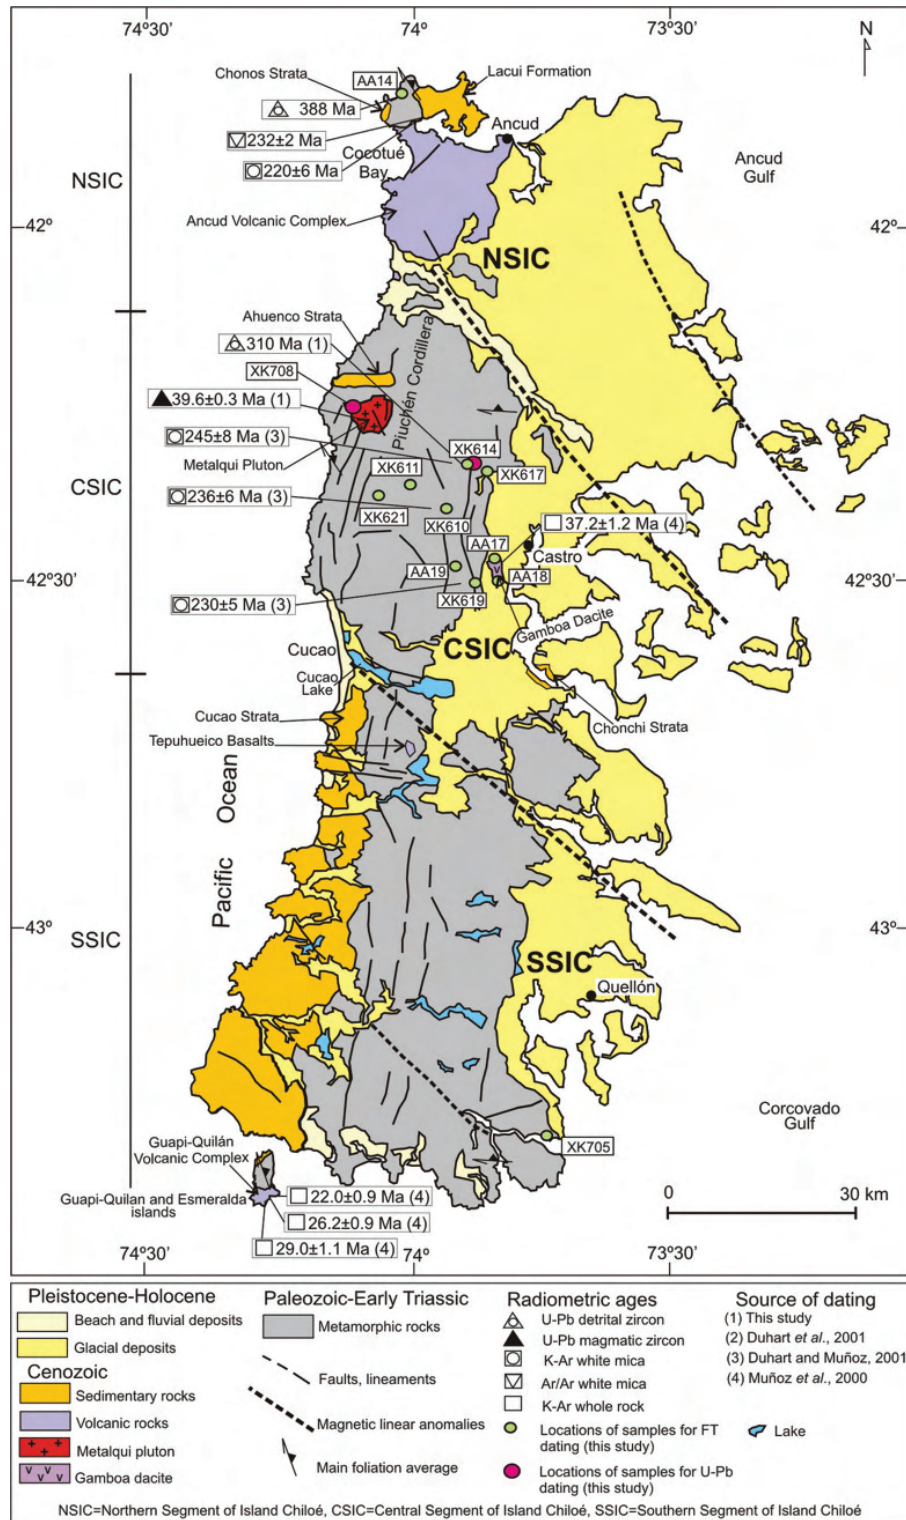 74°30'
74°
73°30'
N
Chonos Strata
AA14
Lacui Formation
388 Ma
232±2 Ma
Ancud
220±6 Ma
Cocotué
Bay
Ancud
Gulf
NSIC
Ancud Volcanic Complex
42°
42°
NSIC
Ahuenco Strata
310 Ma (1)
XK708
Piuchén Cordillera
39.6±0.3 Ma (1)
245±8 Ma (3)
XK614
Metalqui Pluton
XK611
XK617
CSIC
236±6 Ma (3)
XK621
XK610
37.2±1.2 Ma (4)
AA17
Castro
AA19
AA18
42°30'
42°30'
230±5 Ma (3)
XK619
Gamboa Dacite
Cucao
CSIC
Cucao
Lake
Cucao Strata
Chonchi Strata
Tepuhueico Basalts
Pacific Ocean
43°
43°
SSIC
SSIC
Quellón
Corcovado
Gulf
Guapi-Quilán
Volcanic Complex
XK705
Guapi-Quilan and Esmeralda
islands
22.0±0.9 Ma (4)
26.2±0.9 Ma (4)
29.0±1.1 Ma (4)
0 30 km
74°30'
74°
73°30'
Pleistocene-Holocene
Beach and fluvial deposits
Glacial deposits
Cenozoic
Sedimentary rocks
Volcanic rocks
Metalqui pluton
Gamboa dacite
Paleozoic-Early Triassic
Metamorphic rocks
Faults, lineaments
Magnetic linear anomalies
Main foliation average
Radiometric ages
U-Pb detrital zircon
U-Pb magmatic zircon
K-Ar white mica
Ar/Ar white mica
K-Ar whole rock
Locations of samples for FT
dating (this study)
Locations of samples for U-Pb
dating (this study)
Source of dating
(1) This study
(2) Duhart et al., 2001
(3) Duhart and Muñoz, 2001
(4) Muñoz et al., 2000
Lake
NSIC=Northern Segment of Island Chiloé, CSIC=Central Segment of Island Chiloé, SSIC=Southern Segment of Island Chiloé